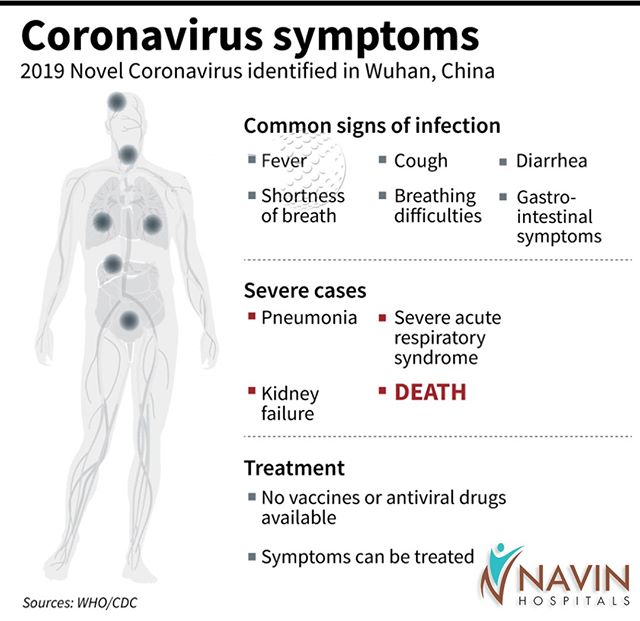 Coronavirus symptoms
2019 Novel Coronavirus identified in Wuhan, China
Common signs of infection
Fever
Cough
Diarrhea
Shortness
of breath
Breathing
difficulties
Gastro-
intestinal
symptoms
Severe cases
Pneumonia
Severe acute
respiratory
syndrome
Kidney
failure
DEATH
Treatment
No vaccines or antiviral drugs
available
Symptoms can be treated
NAVIN
HOSPITALS
Sources: WHO/CDC